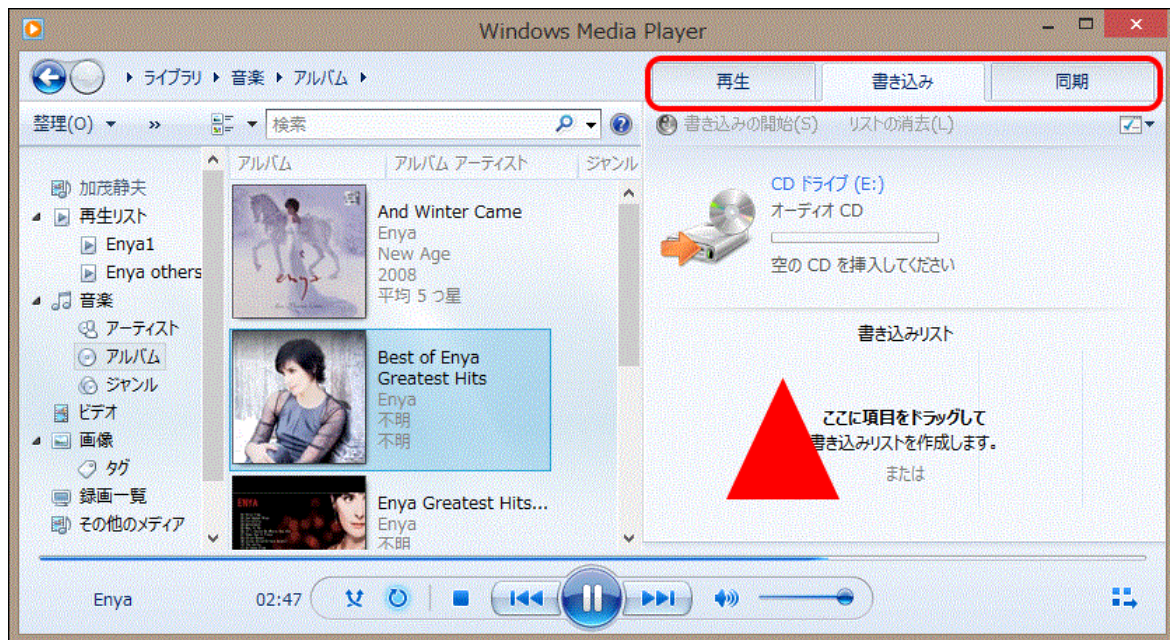 Windows Media Player
ライブラリ 音楽 アルバム
再生 書き込み 同期
整理(O) » 検索
書き込みの開始(S) リストの消去(L)
アルバム アルバム アーティスト ジャンル
加茂静夫
再生リスト
Enya1
Enya others
音楽
アーティスト
アルバム
ジャンル
ビデオ
画像
タグ
録画一覧
その他のメディア
And Winter Came
Enya
New Age
2008
平均 5 つ星
Best of Enya
Greatest Hits
Enya
不明
不明
ENYA
Enya Greatest Hits...
Enya
不明
CD ドライブ (E:)
オーディオ CD
空の CD を挿入してください
書き込みリスト
ここに項目をドラッグして
書き込みリストを作成します。
または
Enya 02:47